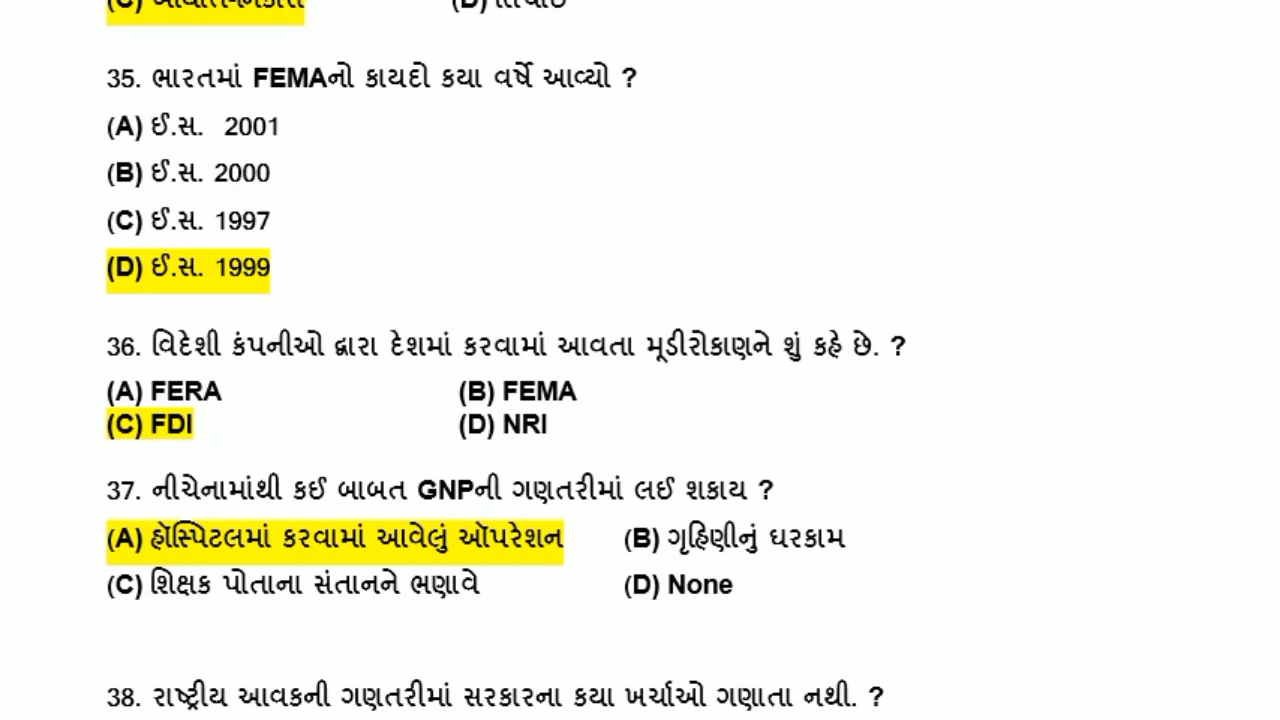 (C) (D)
35. ભારતમાં FEMAનો કાયદો કયા વર્ષે આવ્યો ?
(A) ઈ.સ. 2001
(B) ઈ.સ. 2000
(C) ઈ.સ. 1997
(D) ઈ.સ. 1999
36. વિદેશી કંપનીઓ દ્વારા દેશમાં કરવામાં આવતા મૂડીરોકાણને શું કહે છે. ?
(A) FERA (B) FEMA
(C) FDI (D) NRI
37. નીચેનામાંથી કઈ બાબત GNPની ગણતરીમાં લઈ શકાય ?
(A) હૉસ્પિટલમાં કરવામાં આવેલું ઑપરેશન (B) ગૃહિણીનું ઘરકામ
(C) શિક્ષક પોતાના સંતાનને ભણાવે (D) None
38. રાષ્ટ્રીય આવકની ગણતરીમાં સરકારના કયા ખર્ચાઓ ગણાતા નથી. ?